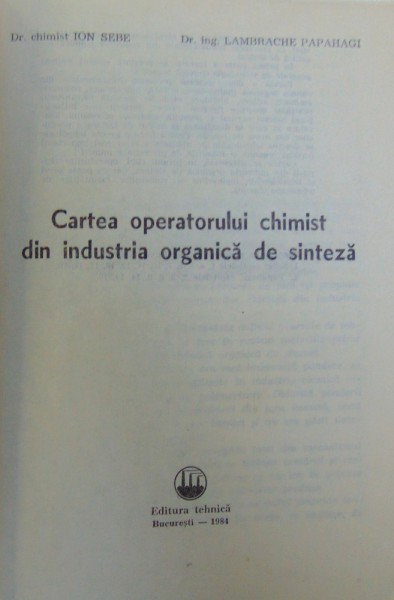 Dr. chimist ION SEBE Dr. ing. LAMBRACHE PAPAHAGI
Cartea operatorului chimist
din industria organică de sinteză
Editura tehnică
București — 1984